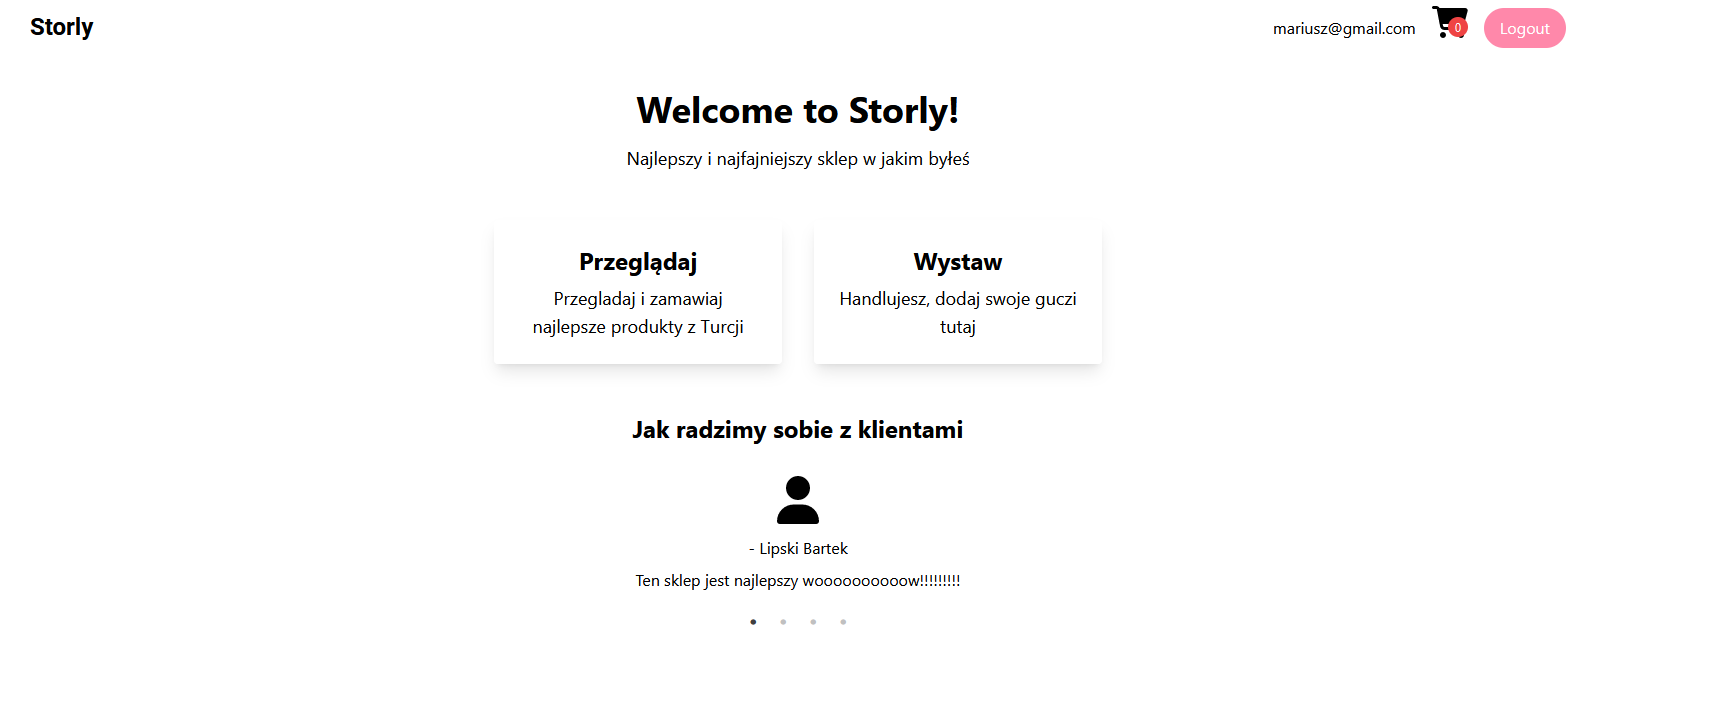 Storly
mariusz@gmail.com
0
Logout
Welcome to Storly!
Najlepszy i najfajniejszy sklep w jakim byłeś
Przeglądaj
Przegladaj i zamawiaj
najlepsze produkty z Turcji
Wystaw
Handlujesz, dodaj swoje guczi
tutaj
Jak radzimy sobie z klientami
- Lipski Bartek
Ten sklep jest najlepszy woooooooooow!!!!!!!!!